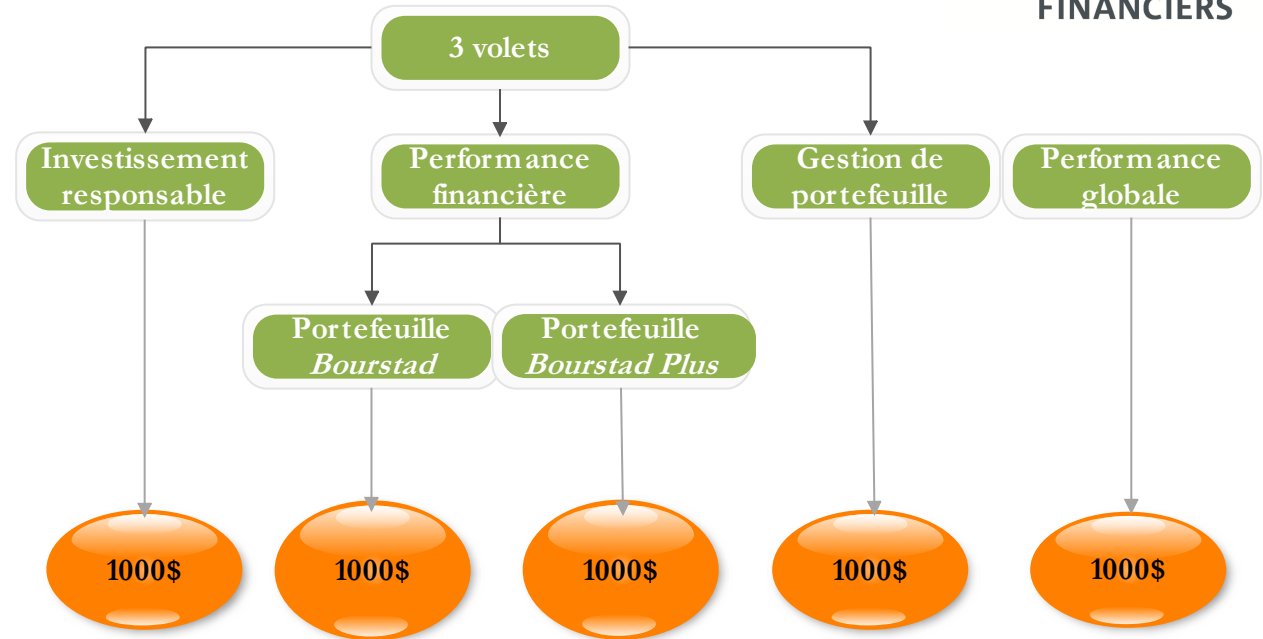 FINANCIERS
3 volets
Investissement
responsable
Performance
financière
Gestion de
portefeuille
Performance
globale
Portefeuille
Bourstad
Portefeuille
Bourstad Plus
1000$
1000$
1000$
1000$
1000$